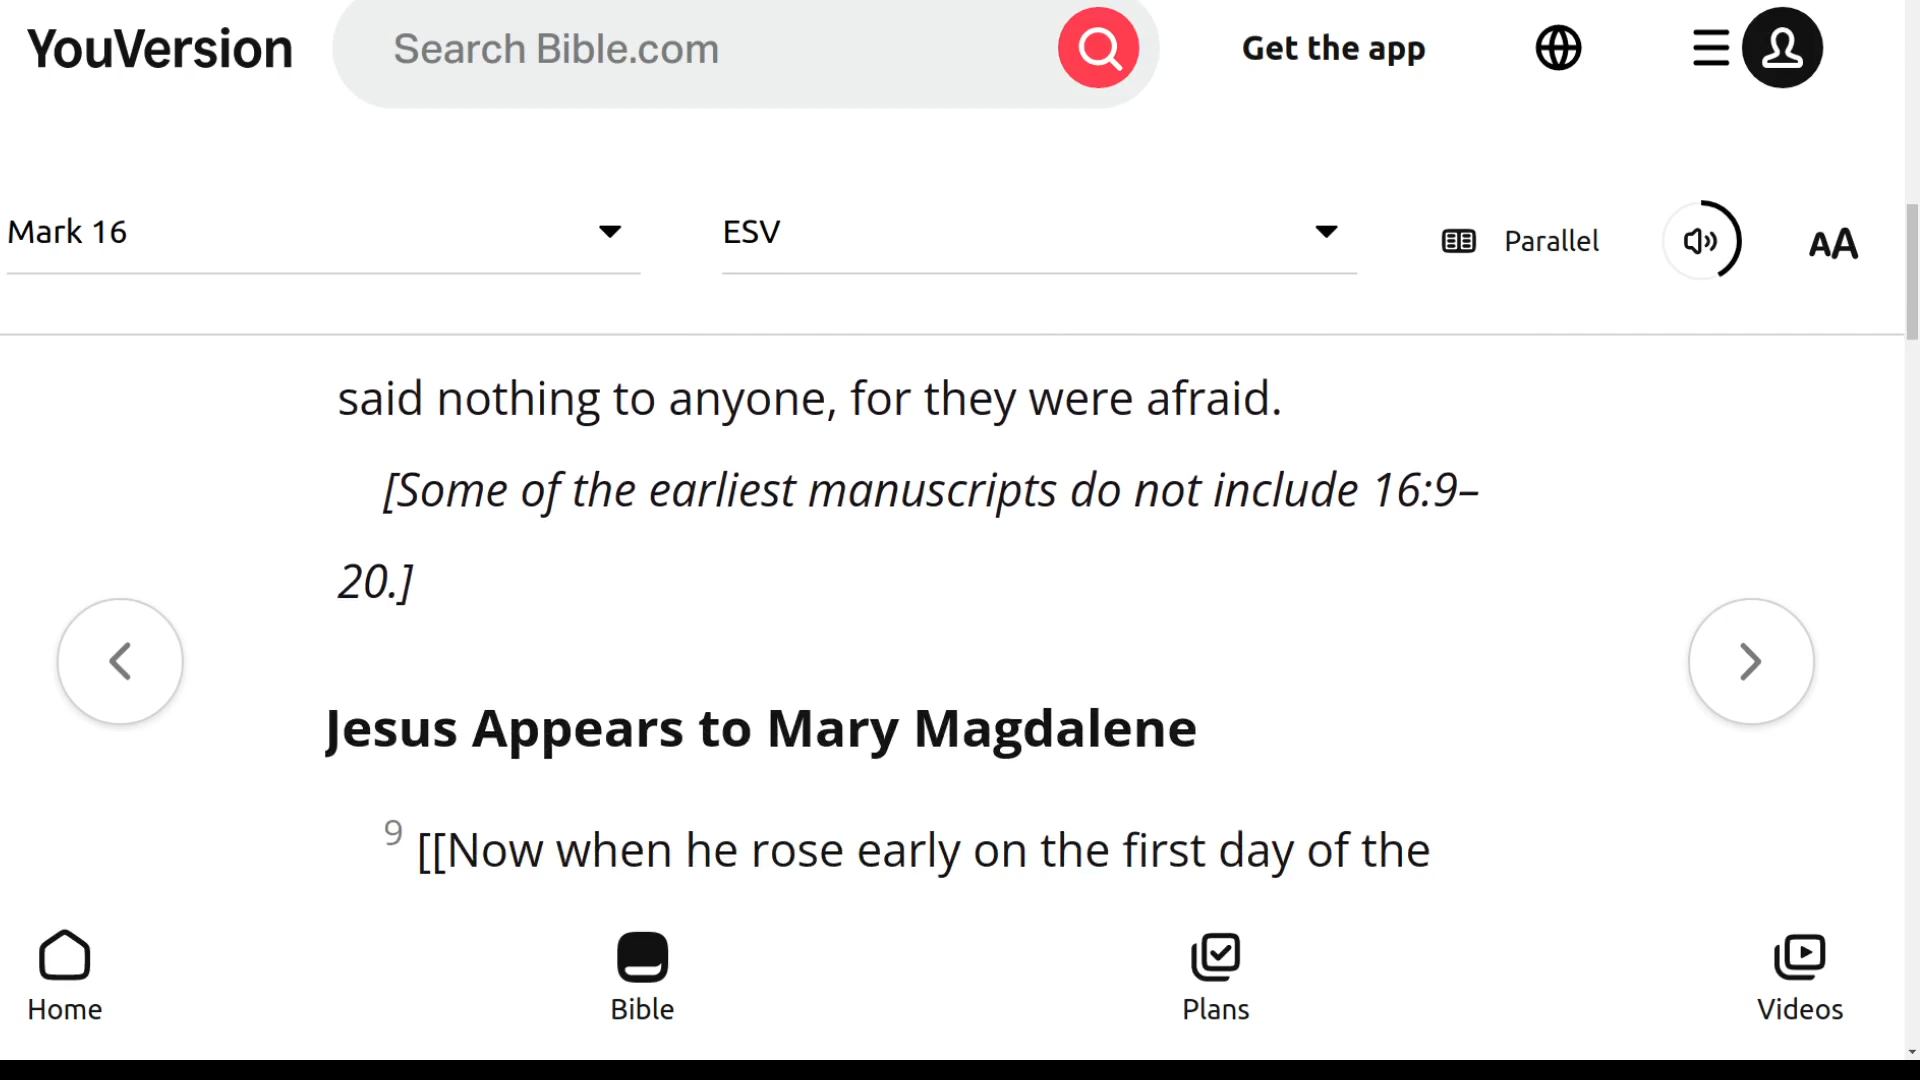 YouVersion
Search Bible.com
Get the app
Mark 16
ESV
Parallel
AA
said nothing to anyone, for they were afraid.
[Some of the earliest manuscripts do not include 16:9–
20.]
Jesus Appears to Mary Magdalene
9 [[Now when he rose early on the first day of the
Home
Bible
Plans
Videos